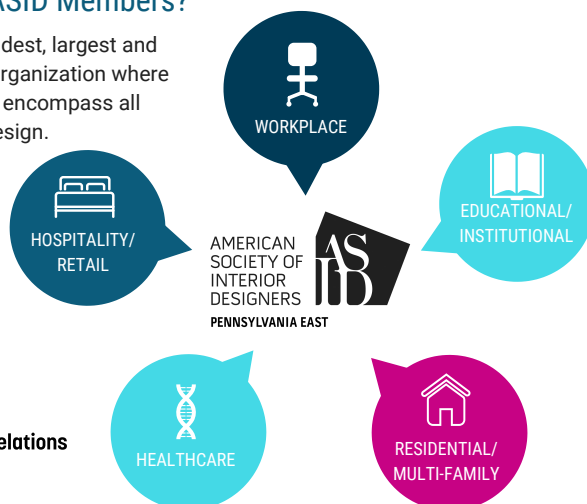 ASID Members?
dest, largest and
organization where
encompass all
esign.
WORKPLACE
HOSPITALITY/
RETAIL
EDUCATIONAL/
INSTITUTIONAL
AMERICAN
SOCIETY OF
INTERIOR
DESIGNERS
ASID
PENNSYLVANIA EAST
elations
HEALTHCARE
RESIDENTIAL/
MULTI-FAMILY